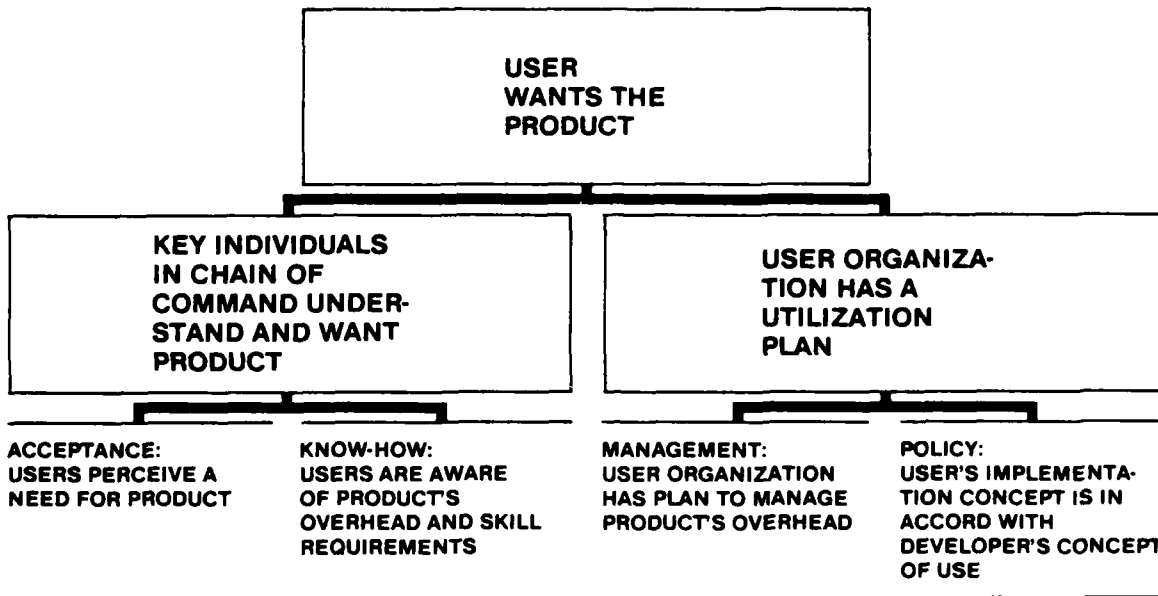 USER
WANTS THE
PRODUCT
KEY INDIVIDUALS
IN CHAIN OF
COMMAND UNDER-
STAND AND WANT
PRODUCT
USER ORGANIZA-
TION HAS A
UTILIZATION
PLAN
ACCEPTANCE:
USERS PERCEIVE A
NEED FOR PRODUCT
KNOW-HOW:
USERS ARE AWARE
OF PRODUCT'S
OVERHEAD AND SKILL
REQUIREMENTS
MANAGEMENT:
USER ORGANIZATION
HAS PLAN TO MANAGE
PRODUCT'S OVERHEAD
POLICY:
USER'S IMPLEMENTA-
TION CONCEPT IS IN
ACCORD WITH
DEVELOPER'S CONCEPT
OF USE